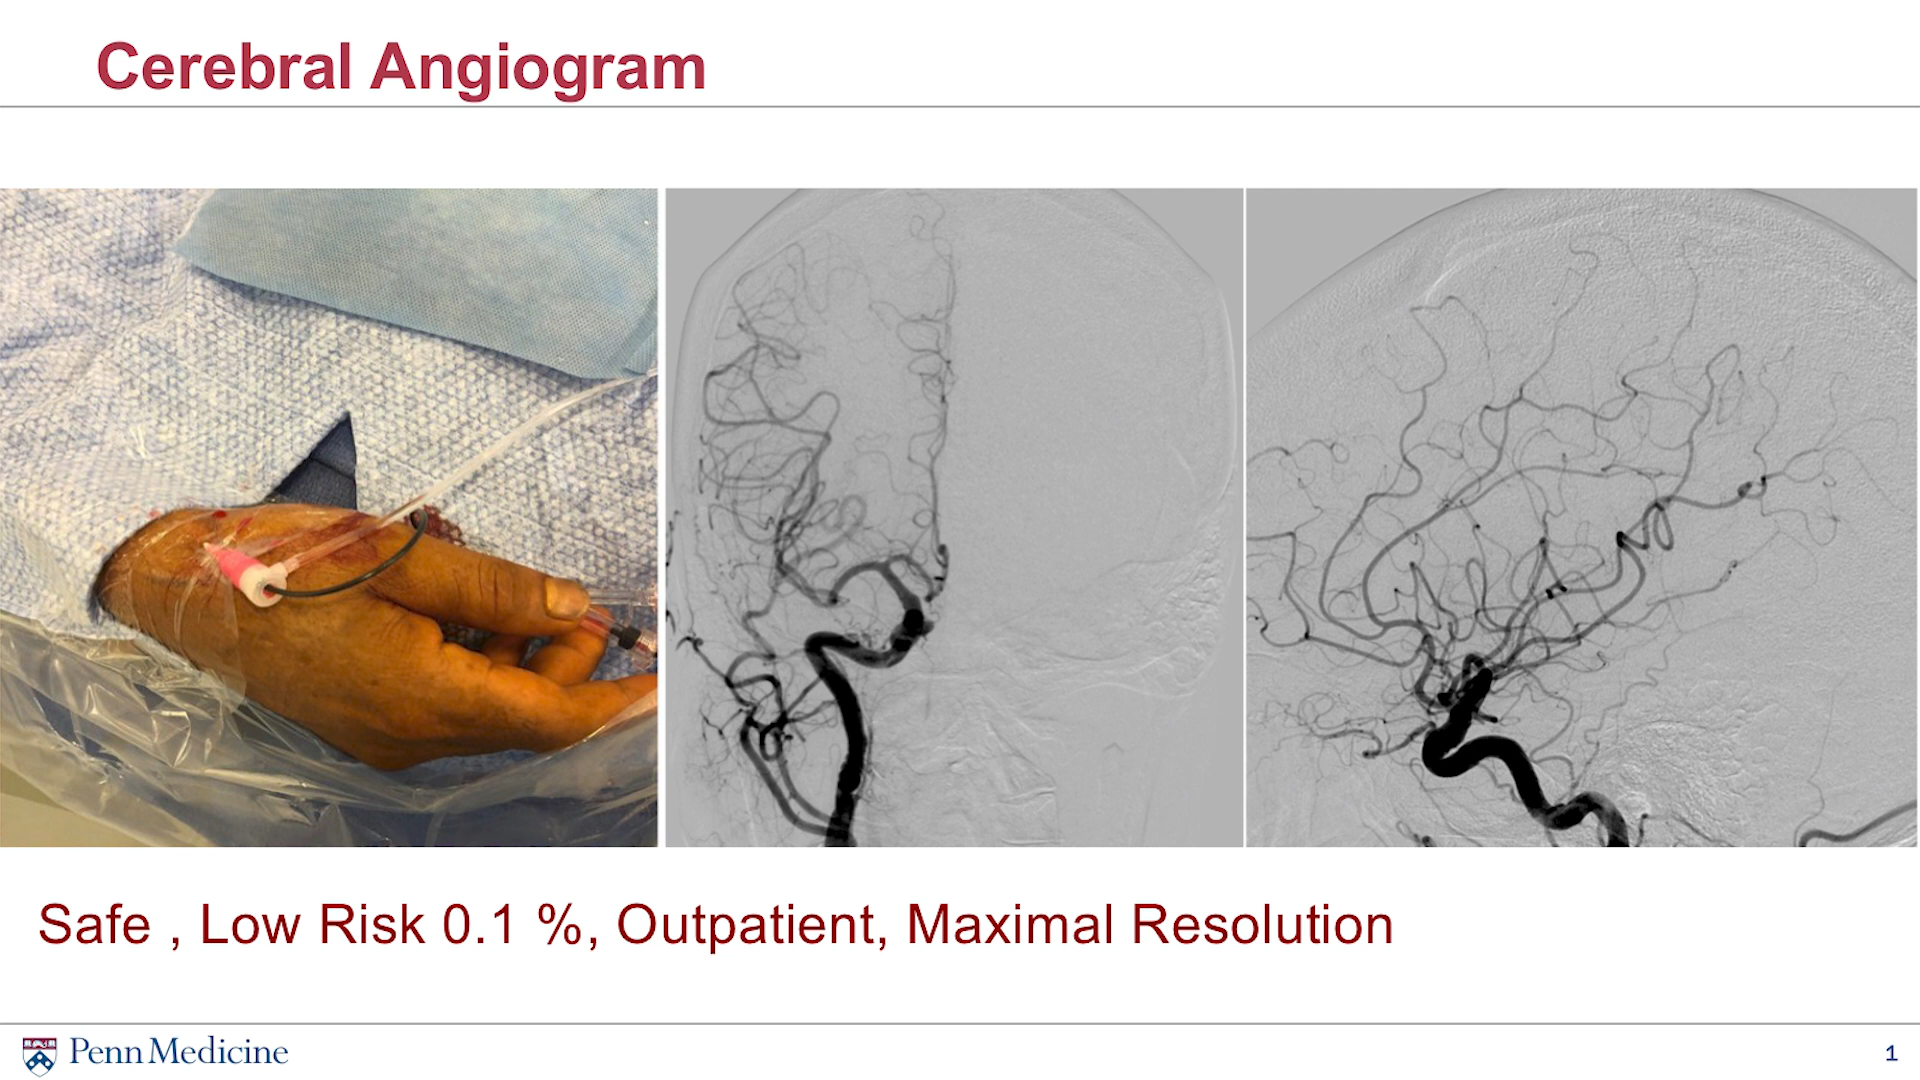 Cerebral Angiogram
Safe , Low Risk 0.1 %, Outpatient, Maximal Resolution
Penn Medicine
1